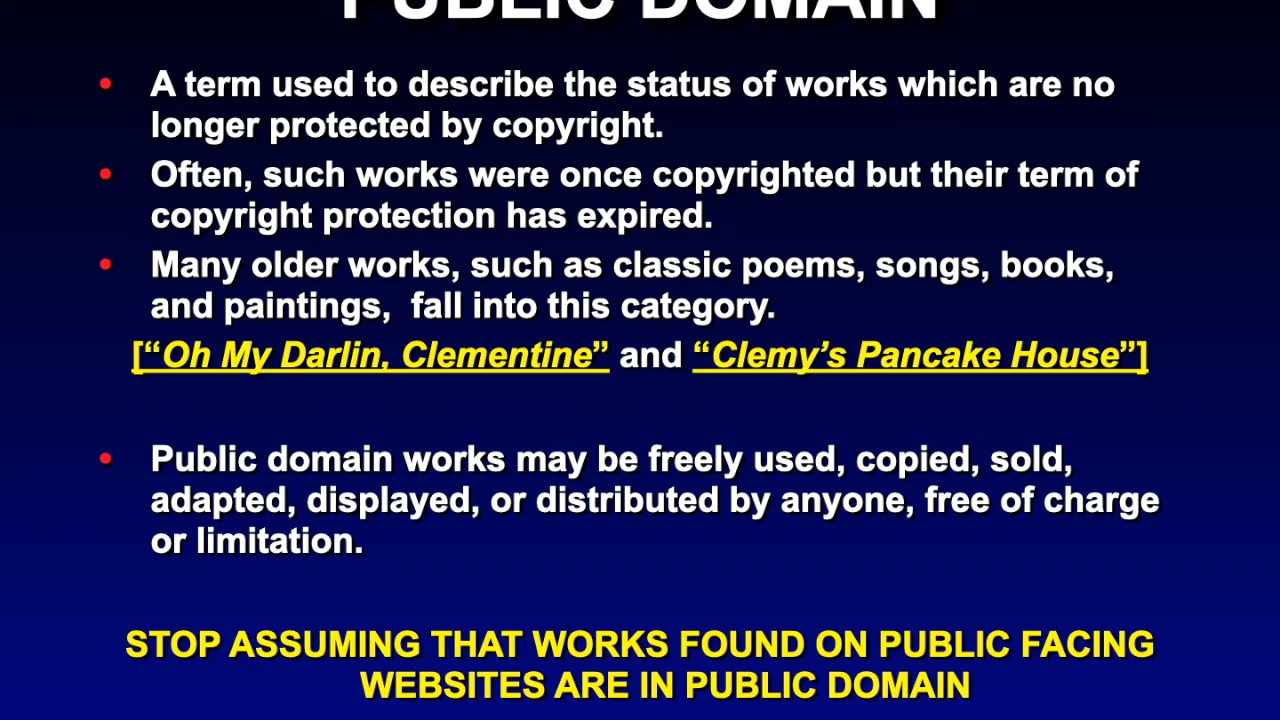 PUBLIC DOMAIN
• A term used to describe the status of works which are no
longer protected by copyright.
• Often, such works were once copyrighted but their term of
copyright protection has expired.
• Many older works, such as classic poems, songs, books,
and paintings,  fall into this category.
[“Oh My Darlin, Clementine” and “Clemy’s Pancake House”]
• Public domain works may be freely used, copied, sold,
adapted, displayed, or distributed by anyone, free of charge
or limitation.
STOP ASSUMING THAT WORKS FOUND ON PUBLIC FACING
WEBSITES ARE IN PUBLIC DOMAIN